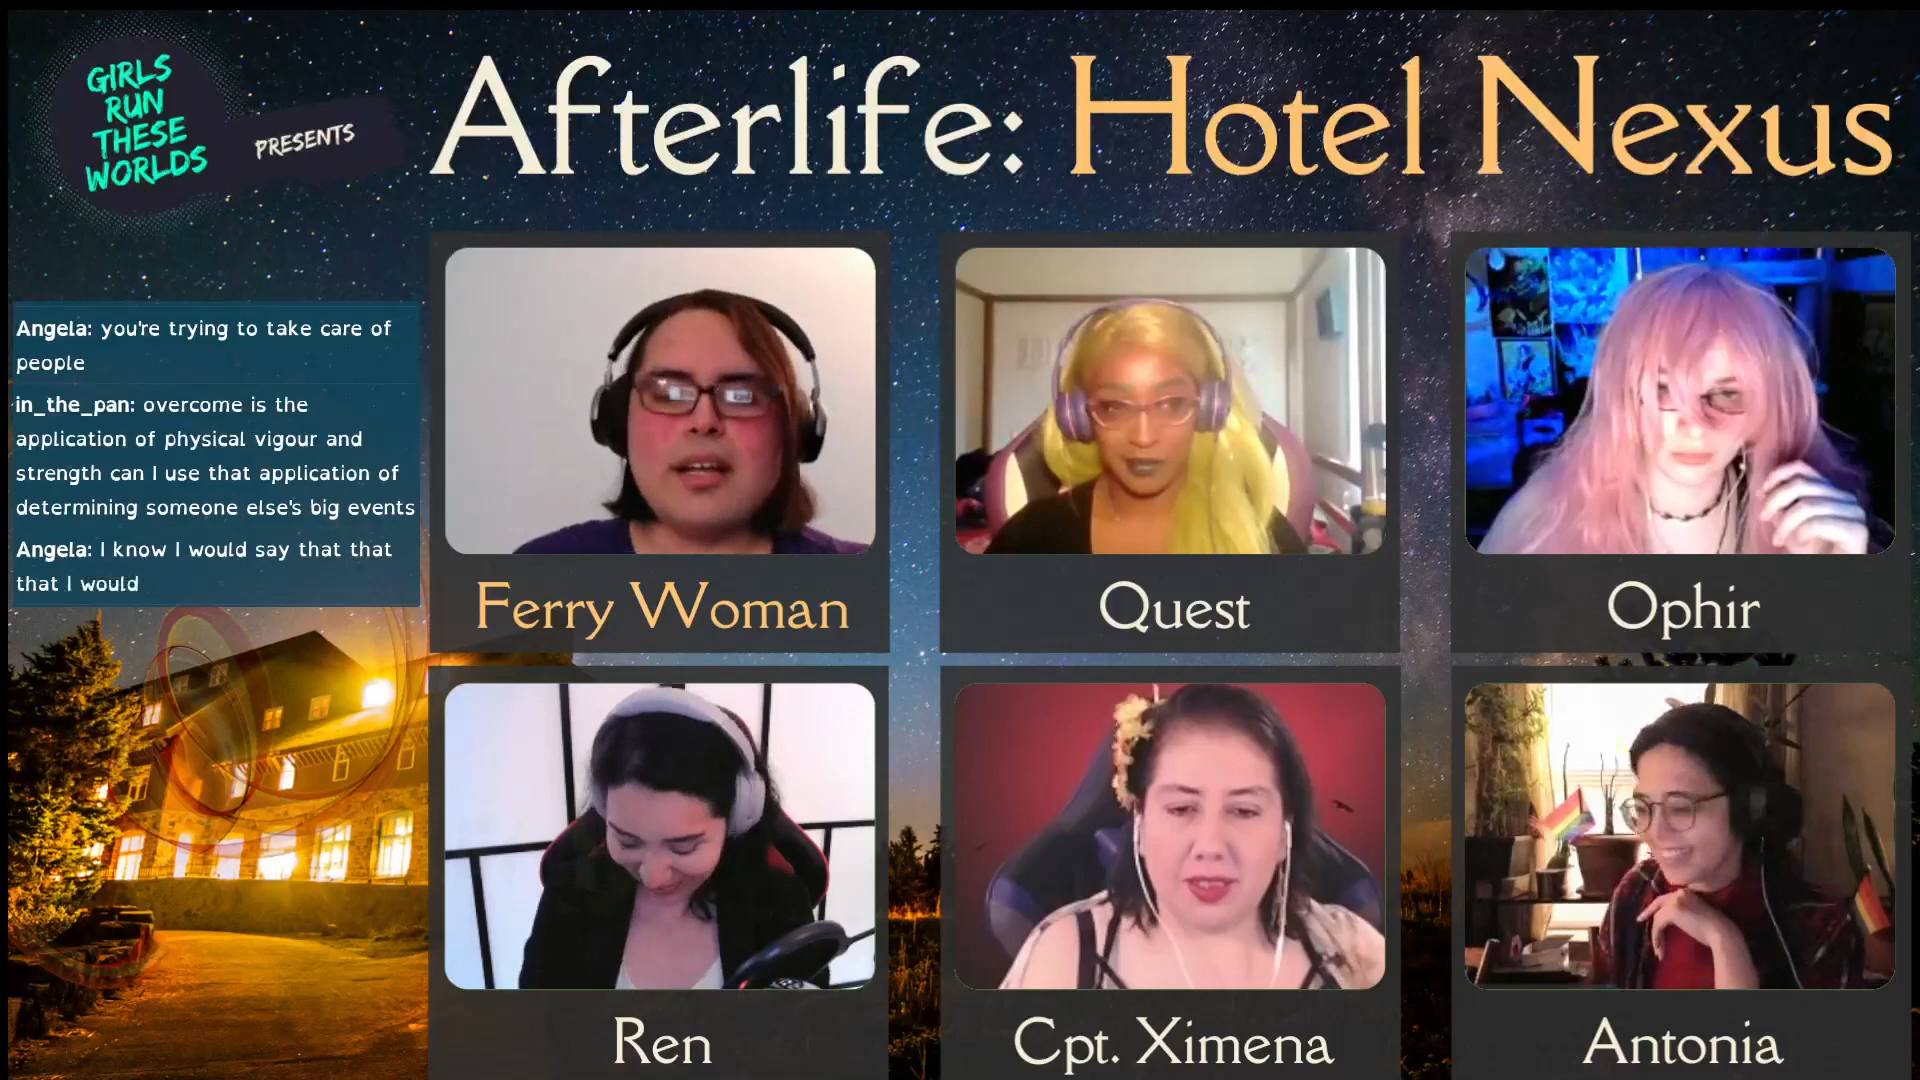 GIRLS
RUN
THESE
WORLDS
PRESENTS
Afterlife: Hotel Nexus
Angela: you're trying to take care of
people
in_the_pan: overcome is the
application of physical vigour and
strength can I use that application of
determining someone else's big events
Angela: I know I would say that that
that I would
Ferry Woman
Quest
Ophir
Ren
Cpt. Ximena
Antonia